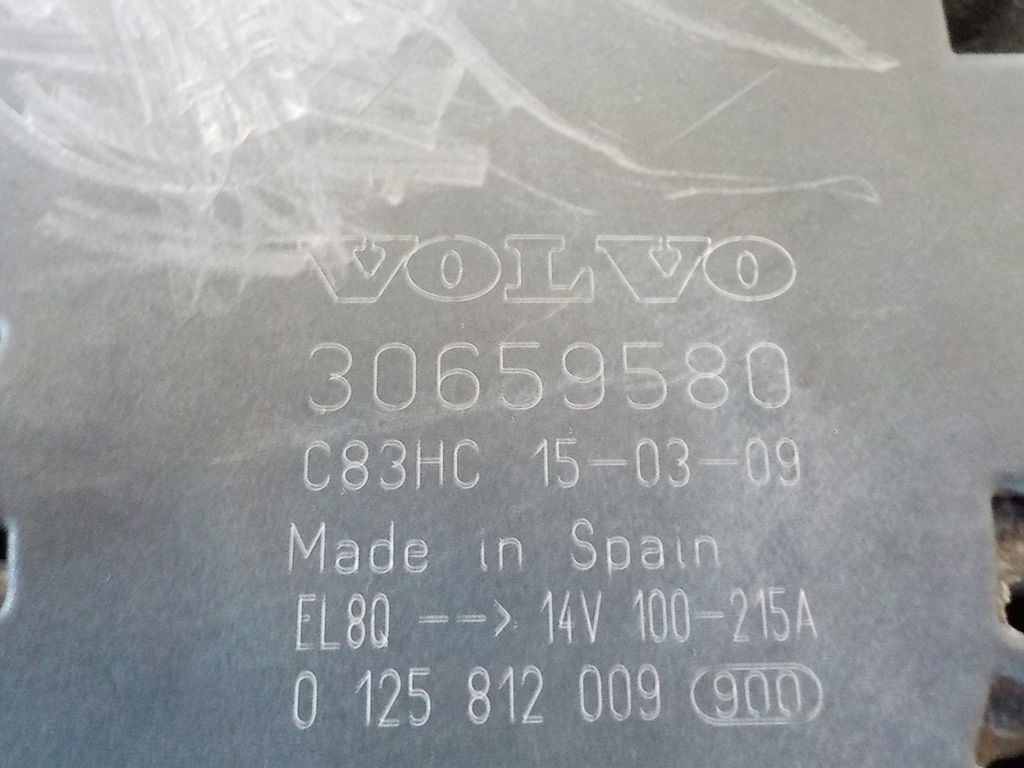 VOLVO
30659580
C83HC 15-03-09
Made in Spain
EL8Q --> 14V 100-215A
0 125 812 009 900